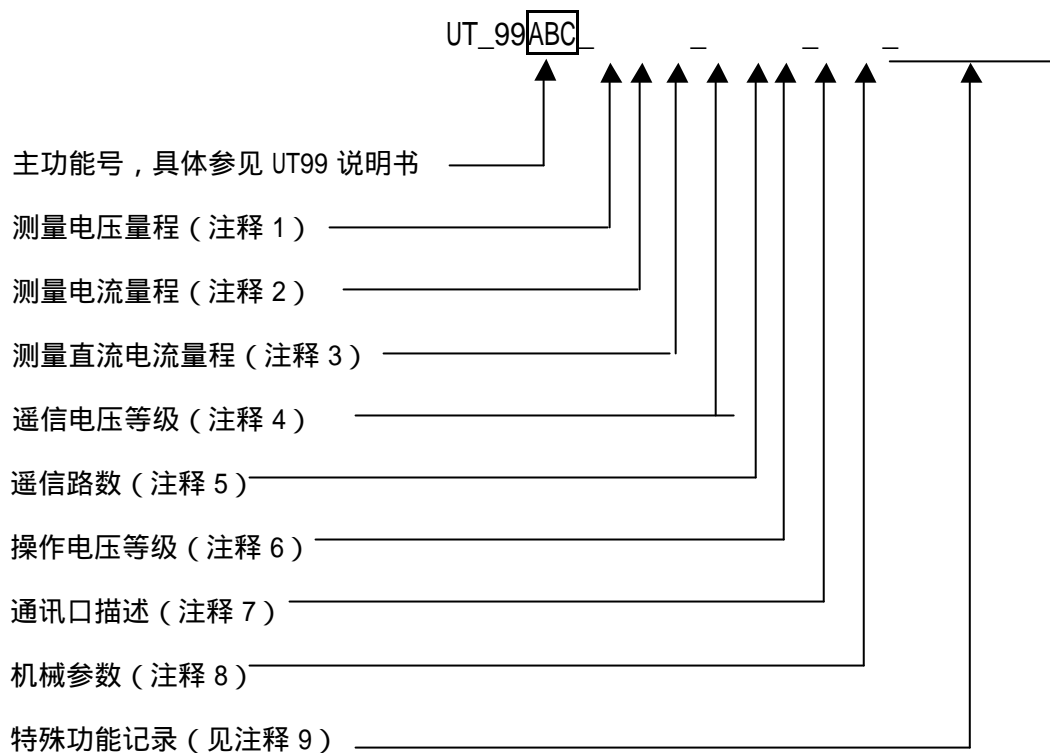 UT_99ABC_ _ _ _
主功能号，具体参见 UT99 说明书
测量电压量程（注释 1）
测量电流量程（注释 2）
测量直流电流量程（注释 3）
遥信电压等级（注释 4）
遥信路数（注释 5）
操作电压等级（注释 6）
通讯口描述（注释 7）
机械参数（注释 8）
特殊功能记录（见注释 9）